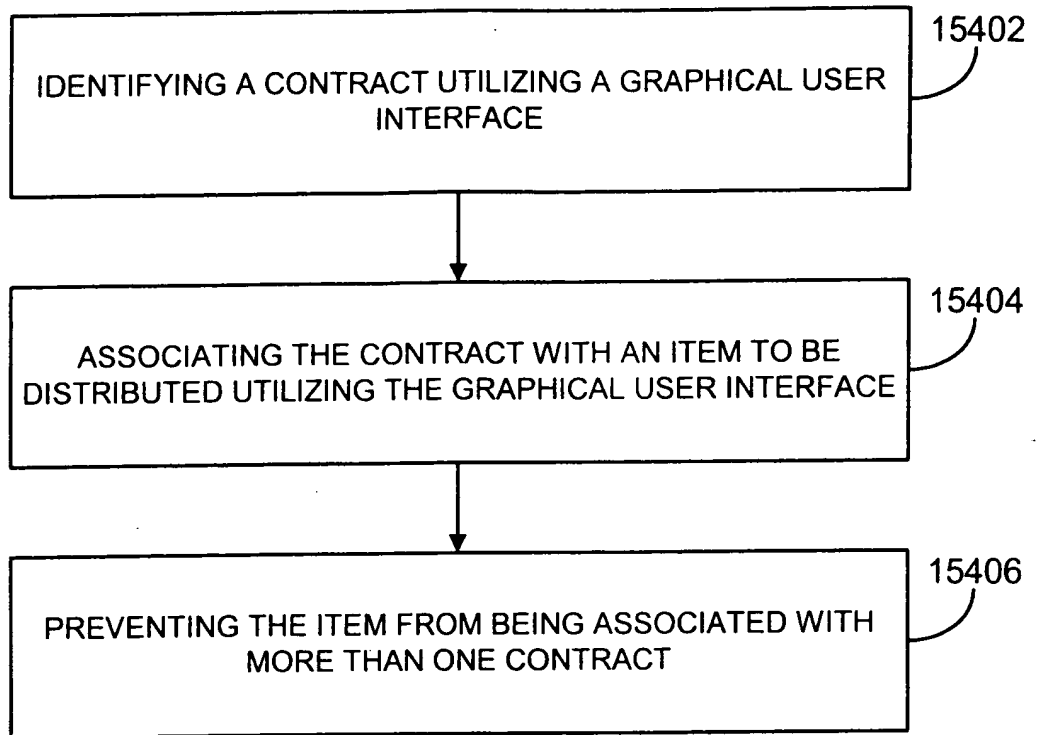 15402
IDENTIFYING A CONTRACT UTILIZING A GRAPHICAL USER
INTERFACE
15404
ASSOCIATING THE CONTRACT WITH AN ITEM TO BE
DISTRIBUTED UTILIZING THE GRAPHICAL USER INTERFACE
15406
PREVENTING THE ITEM FROM BEING ASSOCIATED WITH
MORE THAN ONE CONTRACT